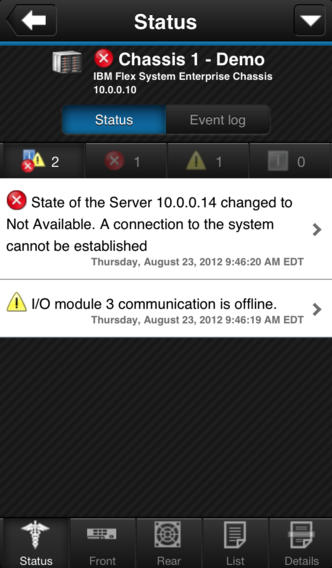 Status
Chassis 1 - Demo
IBM Flex System Enterprise Chassis
10.0.0.10
Status Event log
2 1 1 0
State of the Server 10.0.0.14 changed to
Not Available. A connection to the system
cannot be established
Thursday, August 23, 2012 9:46:20 AM EDT
I/O module 3 communication is offline.
Thursday, August 23, 2012 9:46:19 AM EDT
Status Front Rear List Details